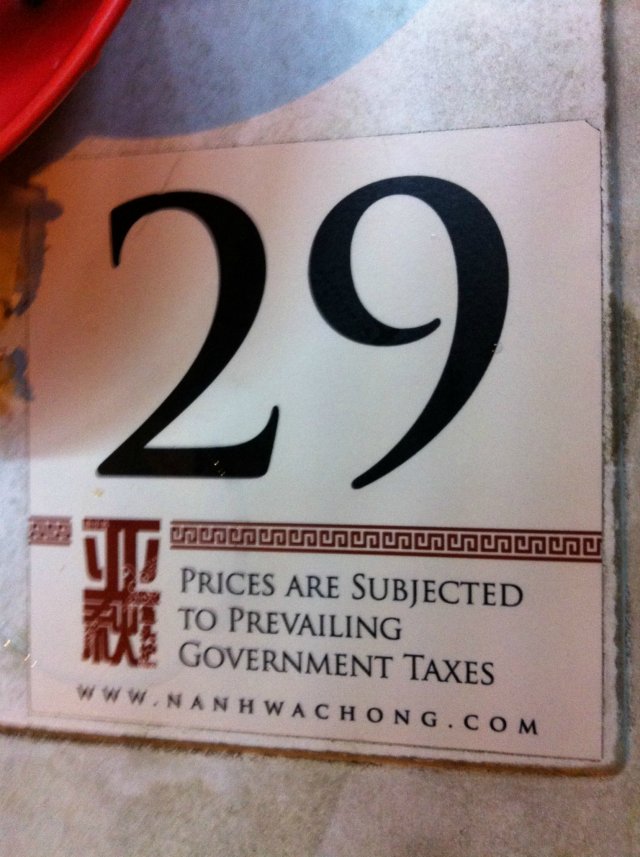 29
PRICES ARE SUBJECTED
TO PREVAILING
GOVERNMENT TAXES
WWW.NANHWACHONG.COM